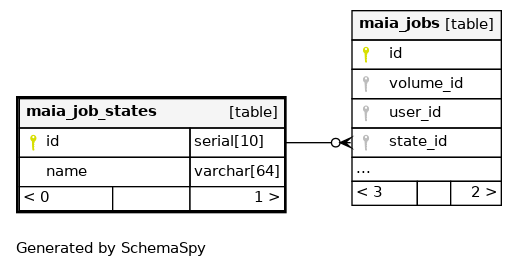 maia_jobs [table]
id
volume_id
user_id
state_id
...
< 3 2 >
maia_job_states [table]
id serial[10]
name varchar[64]
< 0 1 >
Generated by SchemaSpy